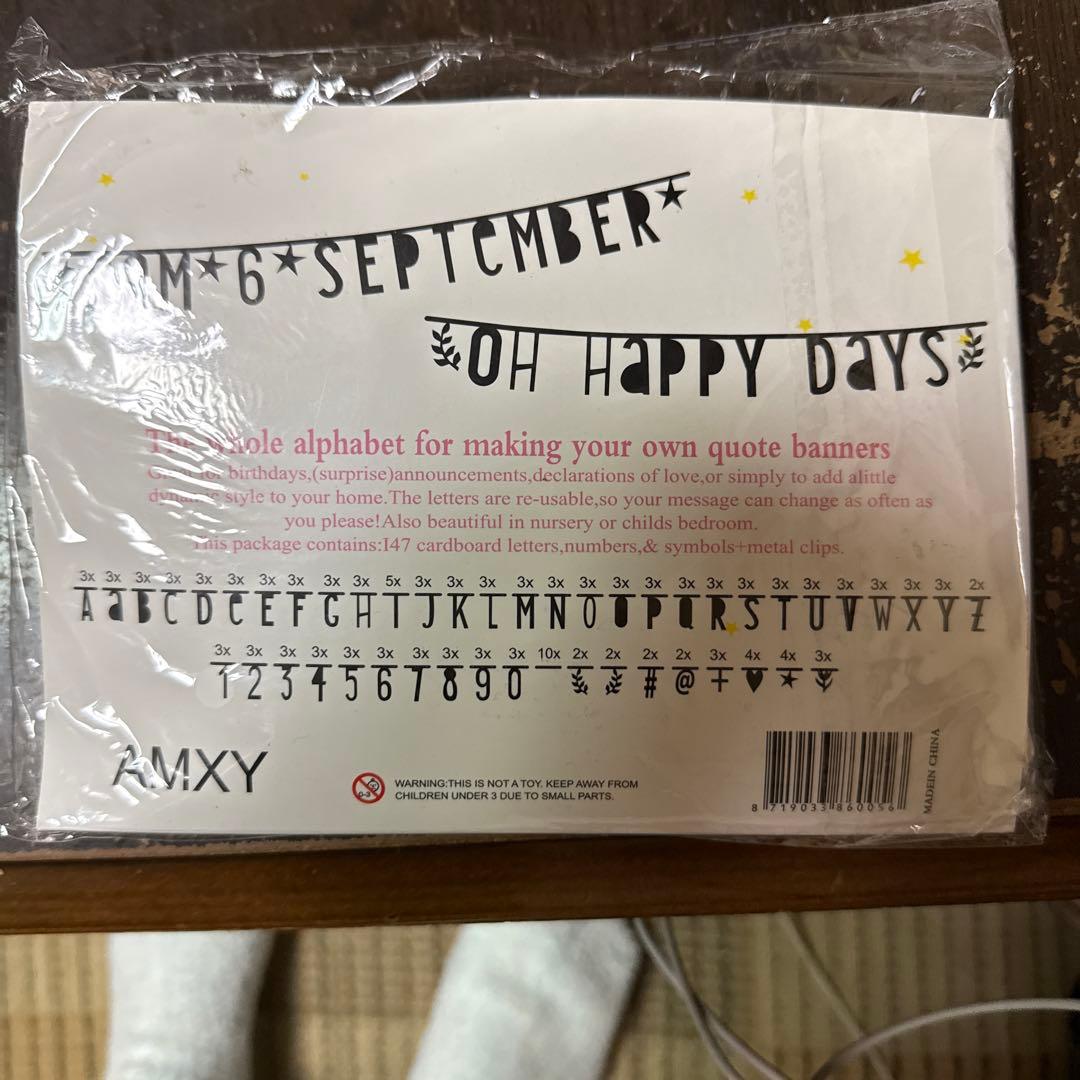 M★6★SEPTEMBER★
OH HaPPY DaYS
The whole alphabet for making your own quote banners
birthdays,(surprise)announcements,declarations of love,or simply to add alittle
dynamic style to your home.The letters are re-usable,so your message can change as often as
you please!Also beautiful in nursery or childs bedroom.
This package contains:147 cardboard letters,numbers,& symbols+metal clips.
3x 3x 3x 3x 3x 3x 3x 3x 3x 3x 5x 3x 3x 3x 3x 3x 3x 3x 3x 3x 3x 3x 3x 3x 3x 3x 3x 3x 2x
A a B C D e E F G H I J K L M N O O P Q R S T U V W X Y Z
3x 3x 3x 3x 3x 3x 3x 3x 3x 3x 10x 2x 2x 2x 2x 3x 4x 4x 3x
1 2 3 4 5 6 7 8 9 0 # @ + ♥ ★
AMXY
0-3
WARNING:THIS IS NOT A TOY. KEEP AWAY FROM
CHILDREN UNDER 3 DUE TO SMALL PARTS.
8 719033 860056
MADEIN CHINA